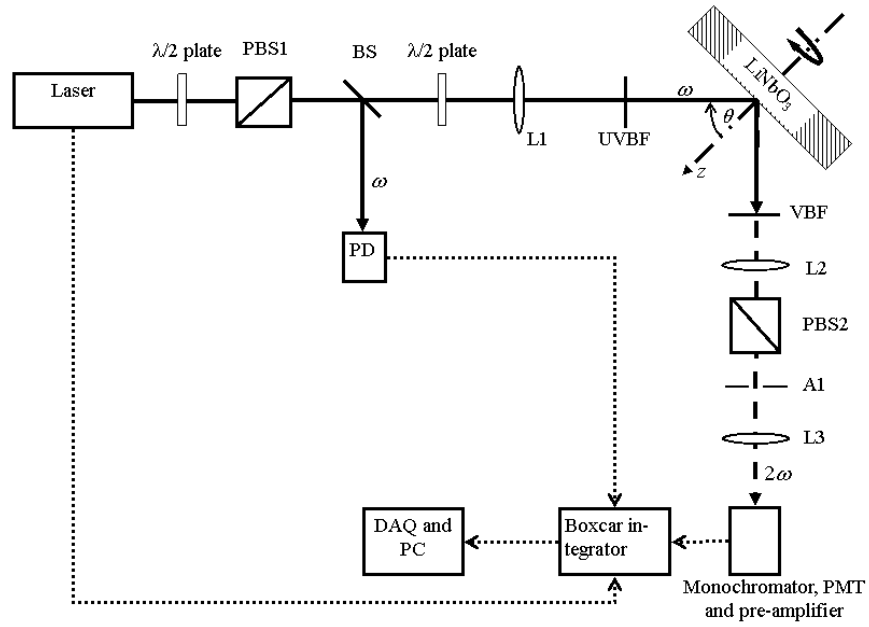 λ/2 plate
PBS1
BS
λ/2 plate
Laser
L1
UVBF
ω
θ
z
LiNbO3
ω
PD
VBF
L2
PBS2
A1
L3
2ω
DAQ and
PC
Boxcar in-
tegrator
Monochromator, PMT
and pre-amplifier